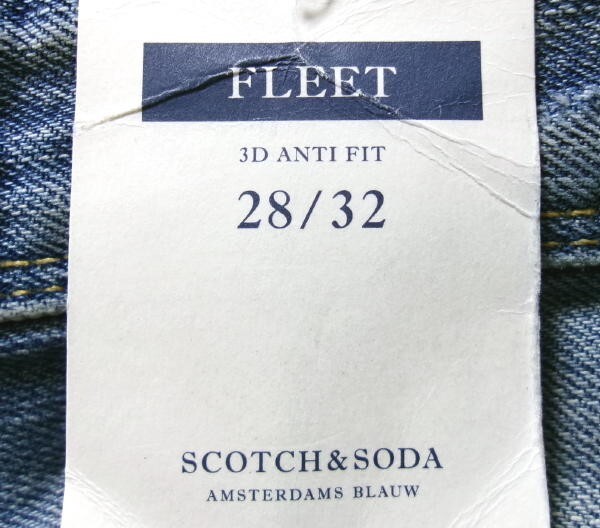 FLEET
3D ANTI FIT
28/32
SCOTCH&SODA
AMSTERDAMS BLAUW